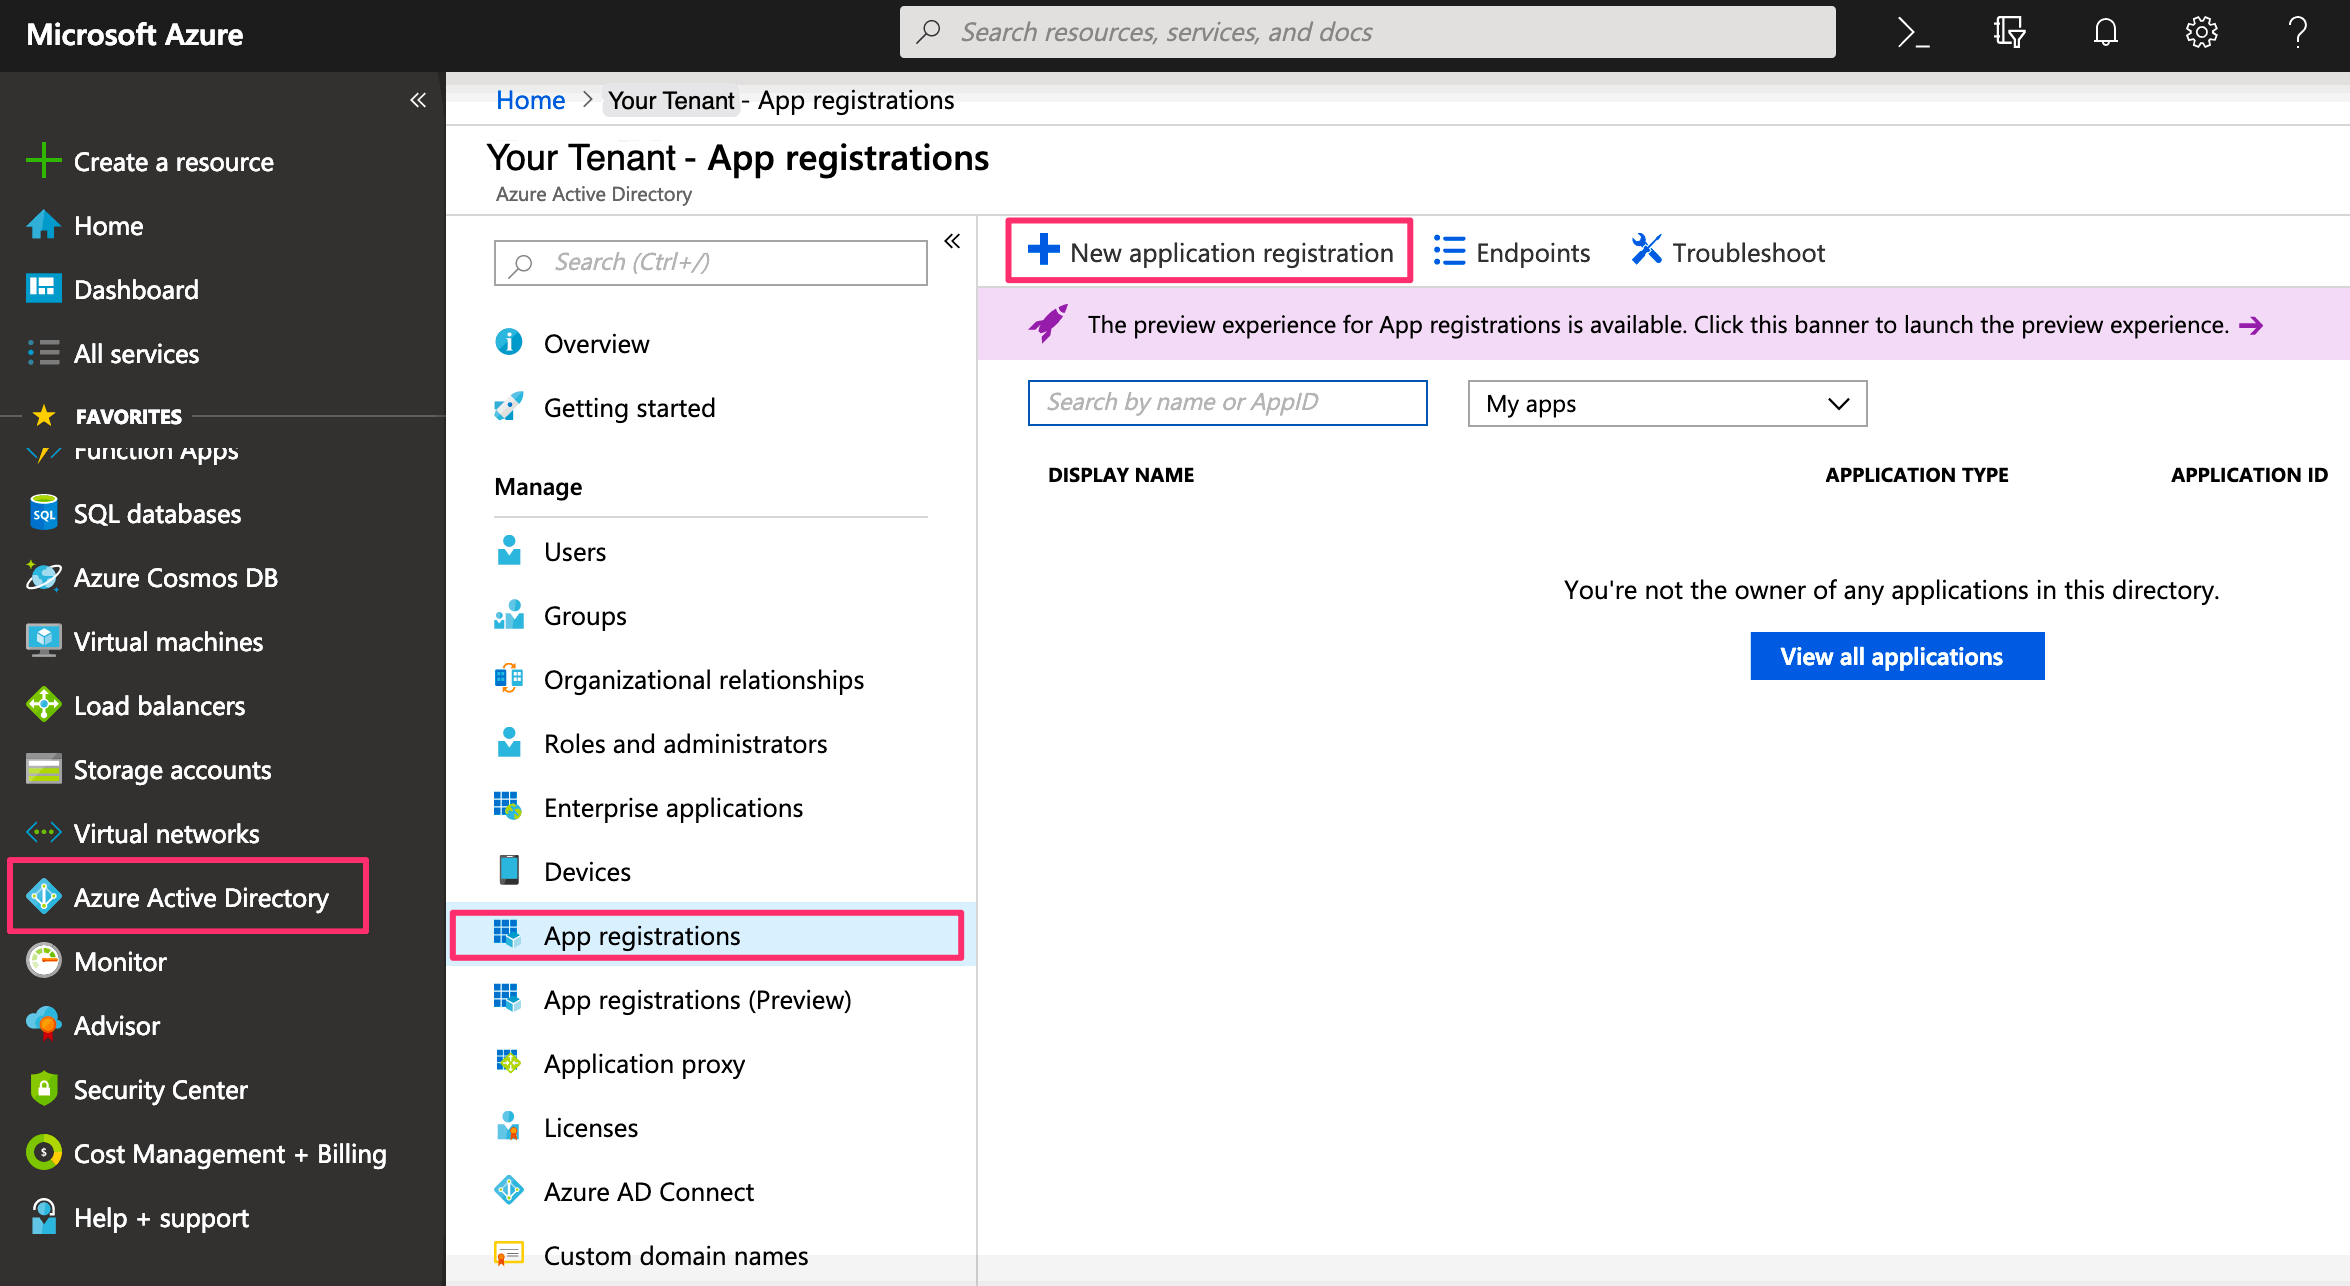 Microsoft Azure
Search resources, services, and docs
Create a resource
Home
Dashboard
All services
FAVORITES
Function Apps
SQL databases
Azure Cosmos DB
Virtual machines
Load balancers
Storage accounts
Virtual networks
Azure Active Directory
Monitor
Advisor
Security Center
Cost Management + Billing
Help + support
Home > Your Tenant - App registrations
Your Tenant - App registrations
Azure Active Directory
Search (Ctrl+/)
Overview
Getting started
Manage
Users
Groups
Organizational relationships
Roles and administrators
Enterprise applications
Devices
App registrations
App registrations (Preview)
Application proxy
Licenses
Azure AD Connect
Custom domain names
New application registration Endpoints Troubleshoot
The preview experience for App registrations is available. Click this banner to launch the preview experience. →
Search by name or AppID My apps
DISPLAY NAME APPLICATION TYPE APPLICATION ID
You're not the owner of any applications in this directory.
View all applications